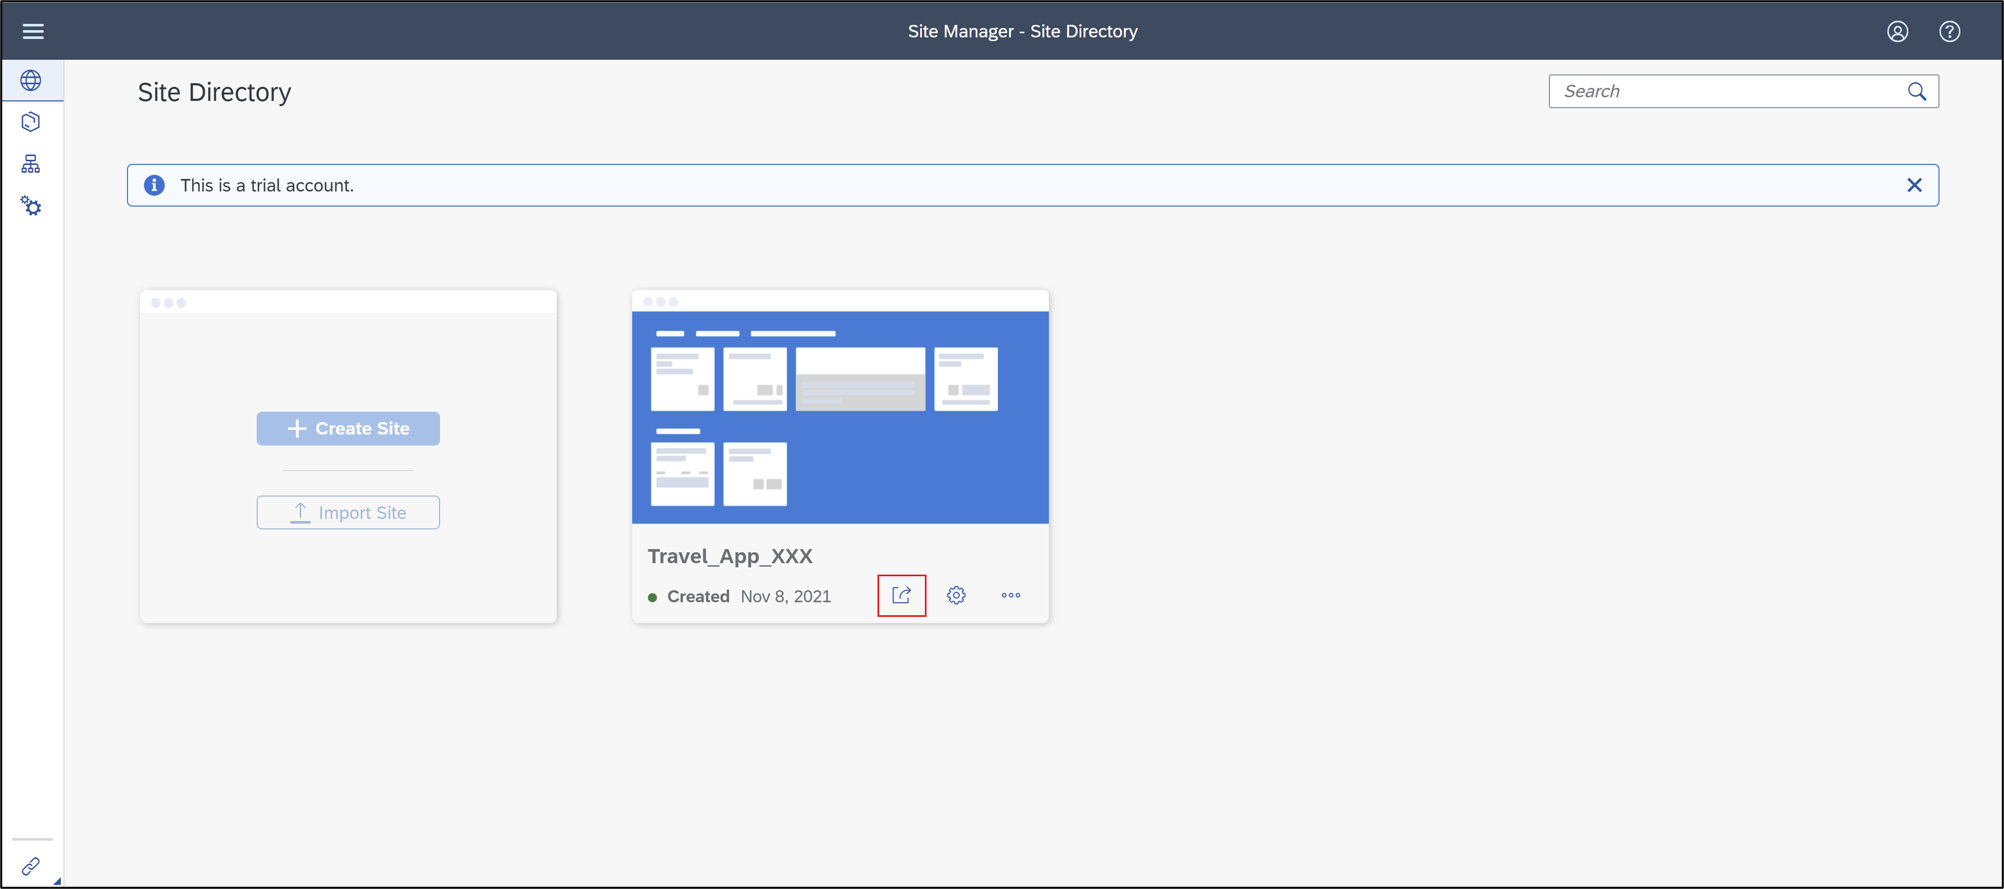 Site Manager - Site Directory
Site Directory
Search
This is a trial account.
Create Site
Import Site
Travel_App_XXX
Created Nov 8, 2021